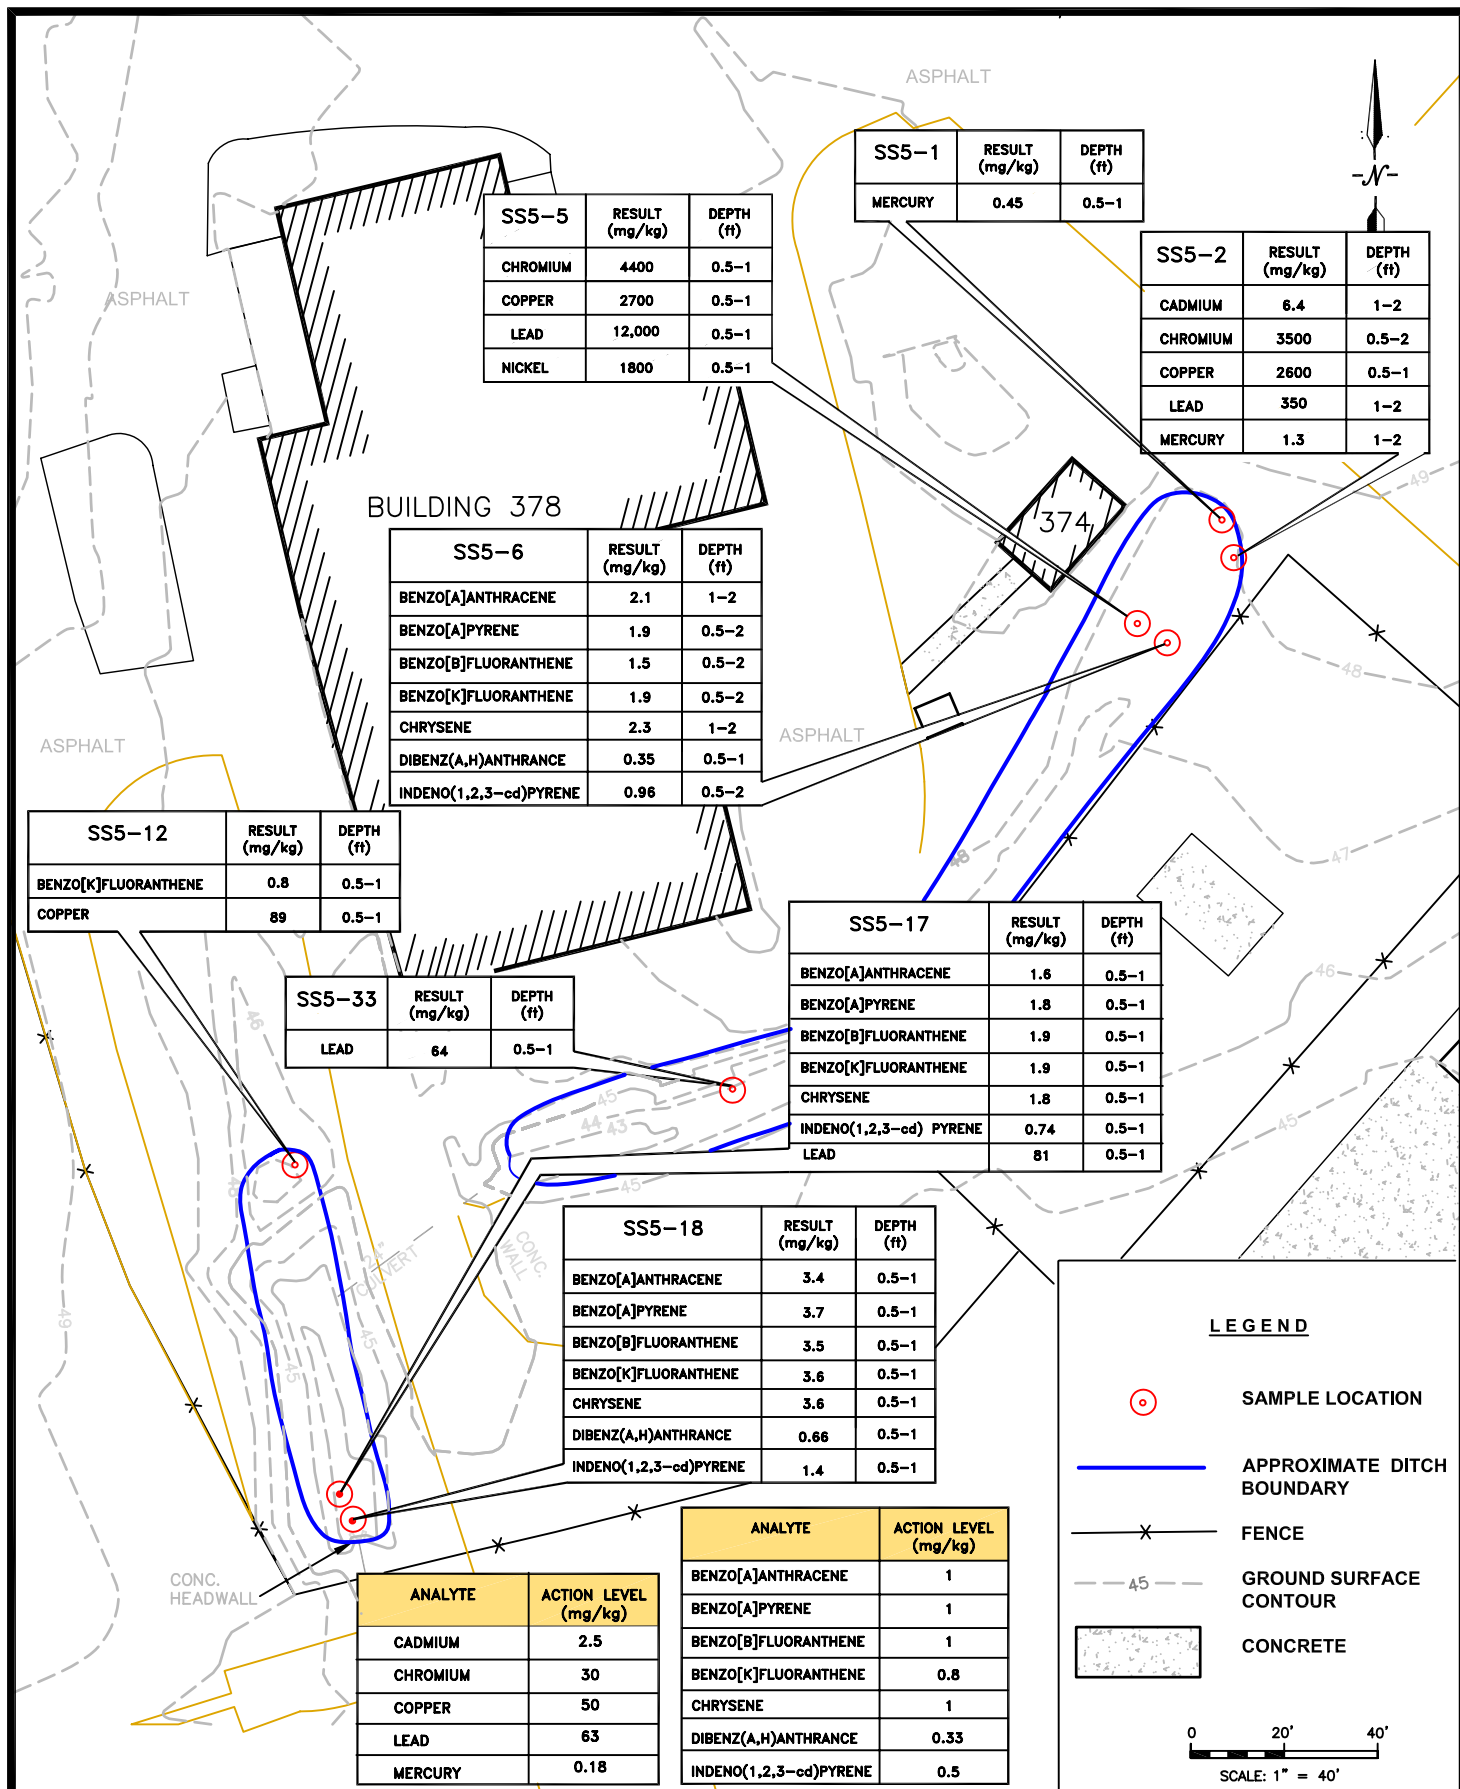 ASPHALT
SS5-1 RESULT (mg/kg) DEPTH (ft)
MERCURY 0.45 0.5-1
-N-
SS5-5 RESULT (mg/kg) DEPTH (ft)
CHROMIUM 4400 0.5-1
COPPER 2700 0.5-1
LEAD 12,000 0.5-1
NICKEL 1800 0.5-1
SS5-2 RESULT (mg/kg) DEPTH (ft)
CADMIUM 6.4 1-2
CHROMIUM 3500 0.5-2
COPPER 2600 0.5-1
LEAD 350 1-2
MERCURY 1.3 1-2
ASPHALT
49
BUILDING 378
374
SS5-6 RESULT (mg/kg) DEPTH (ft)
BENZO[A]ANTHRACENE 2.1 1-2
BENZO[A]PYRENE 1.9 0.5-2
BENZO[B]FLUORANTHENE 1.5 0.5-2
BENZO[K]FLUORANTHENE 1.9 0.5-2
CHRYSENE 2.3 1-2
DIBENZ(A,H)ANTHRANCE 0.35 0.5-1
INDENO(1,2,3-cd)PYRENE 0.96 0.5-2
48
ASPHALT
ASPHALT
48
47
SS5-12 RESULT (mg/kg) DEPTH (ft)
BENZO[K]FLUORANTHENE 0.8 0.5-1
COPPER 89 0.5-1
SS5-17 RESULT (mg/kg) DEPTH (ft)
BENZO[A]ANTHRACENE 1.6 0.5-1
BENZO[A]PYRENE 1.8 0.5-1
BENZO[B]FLUORANTHENE 1.9 0.5-1
BENZO[K]FLUORANTHENE 1.9 0.5-1
CHRYSENE 1.8 0.5-1
INDENO(1,2,3-cd) PYRENE 0.74 0.5-1
LEAD 81 0.5-1
46
SS5-33 RESULT (mg/kg) DEPTH (ft)
LEAD 64 0.5-1
46
45
44
43
45
45
46
24"
CULVERT
CONC.
WALL
SS5-18 RESULT (mg/kg) DEPTH (ft)
BENZO[A]ANTHRACENE 3.4 0.5-1
BENZO[A]PYRENE 3.7 0.5-1
BENZO[B]FLUORANTHENE 3.5 0.5-1
BENZO[K]FLUORANTHENE 3.6 0.5-1
CHRYSENE 3.6 0.5-1
DIBENZ(A,H)ANTHRANCE 0.66 0.5-1
INDENO(1,2,3-cd)PYRENE 1.4 0.5-1
49
45
45
CONC.
HEADWALL
ANALYTE ACTION LEVEL (mg/kg)
CADMIUM 2.5
CHROMIUM 30
COPPER 50
LEAD 63
MERCURY 0.18
ANALYTE ACTION LEVEL (mg/kg)
BENZO[A]ANTHRACENE 1
BENZO[A]PYRENE 1
BENZO[B]FLUORANTHENE 1
BENZO[K]FLUORANTHENE 0.8
CHRYSENE 1
DIBENZ(A,H)ANTHRANCE 0.33
INDENO(1,2,3-cd)PYRENE 0.5
LEGEND
SAMPLE LOCATION
APPROXIMATE DITCH
BOUNDARY
FENCE
45
GROUND SURFACE
CONTOUR
CONCRETE
0 20' 40'
SCALE: 1" = 40'